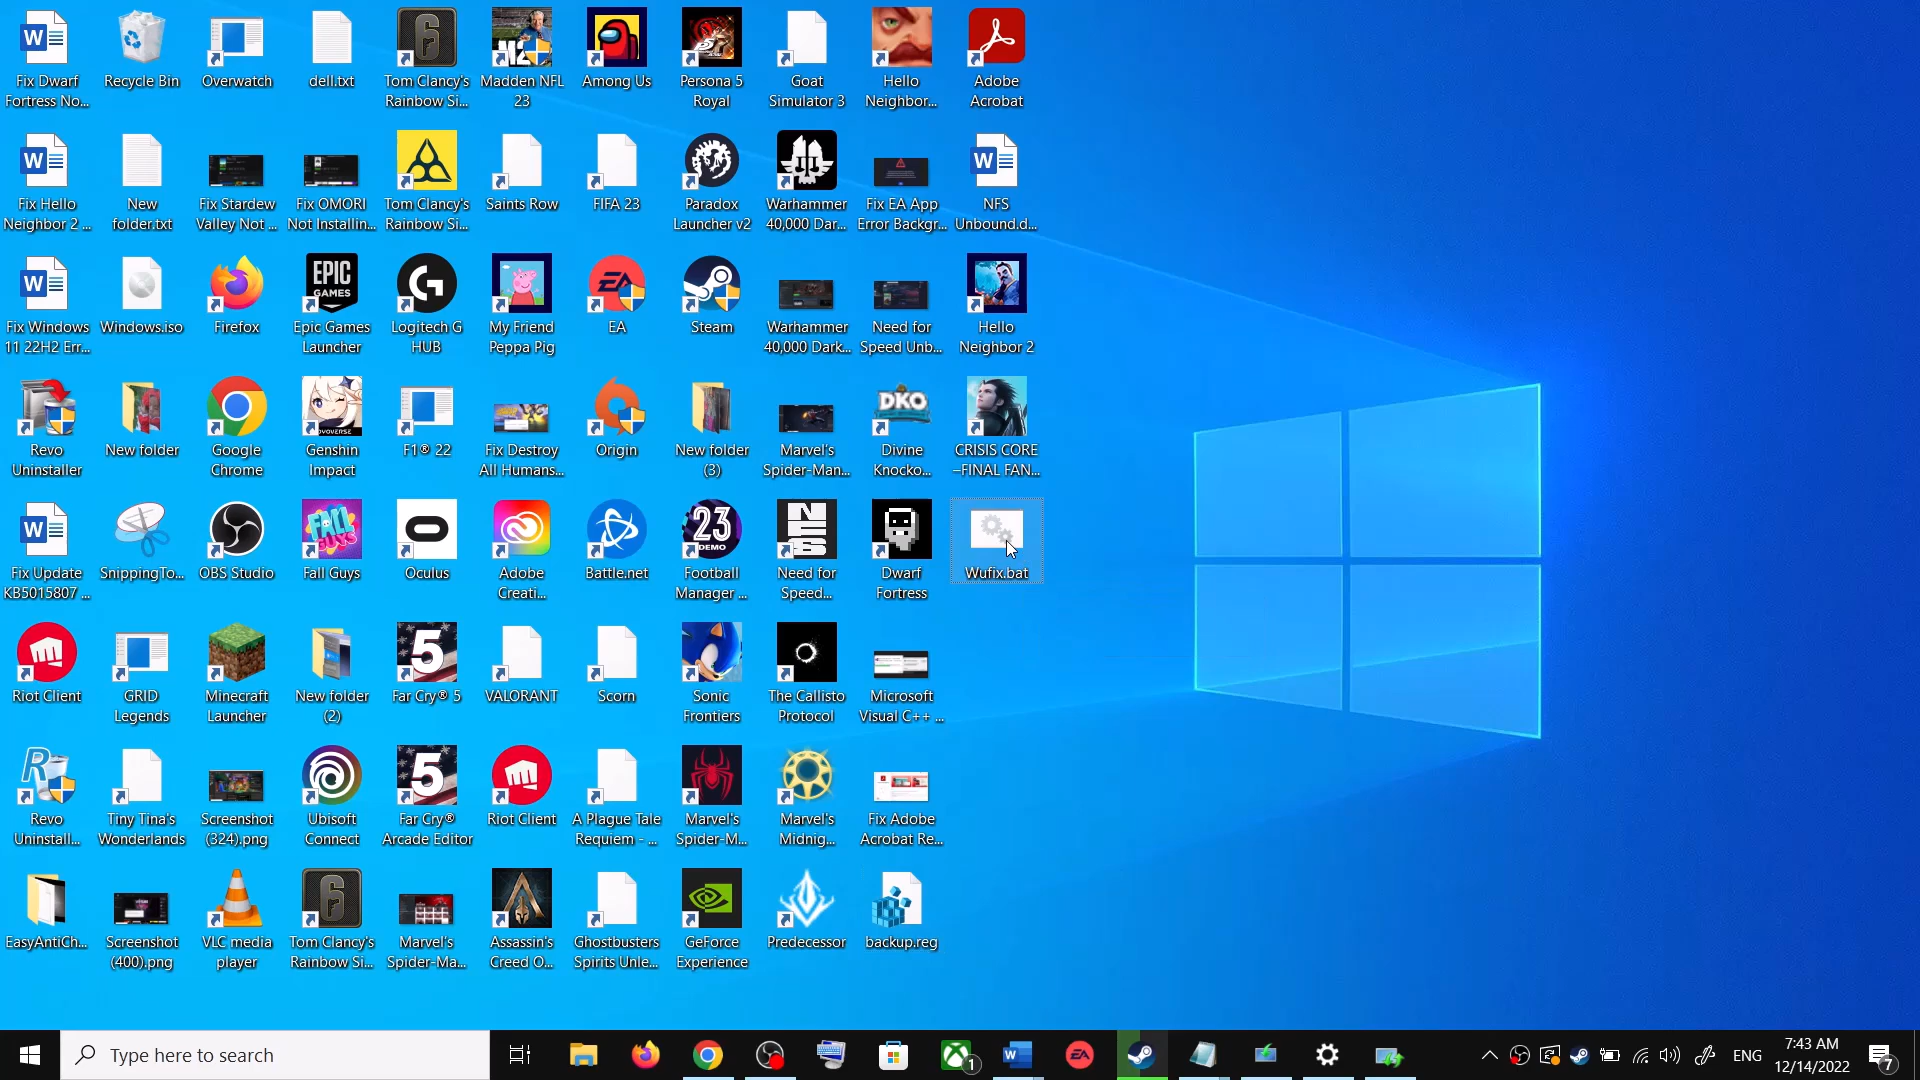 Fix Dwarf
Fortress No...
Recycle Bin
Overwatch
dell.txt
Tom Clancy's
Rainbow Si...
Madden NFL
23
Among Us
Persona 5
Royal
Goat
Simulator 3
Hello
Neighbor...
Adobe
Acrobat
Fix Hello
Neighbor 2 ...
New
folder.txt
Fix Stardew
Valley Not ...
Fix OMORI
Not Installin...
Tom Clancy's
Rainbow Si...
Saints Row
FIFA 23
Paradox
Launcher v2
Warhammer
40,000 Dar...
Fix EA App
Error Backgr...
NFS
Unbound.d...
Fix Windows
11 22H2 Err...
Windows.iso
Firefox
EPIC
GAMES
Epic Games
Launcher
Logitech G
HUB
My Friend
Peppa Pig
EA
Steam
Warhammer
40,000 Dark...
Need for
Speed Unb...
Hello
Neighbor 2
Revo
Uninstaller
New folder
Google
Chrome
Genshin
Impact
F1® 22
Fix Destroy
All Humans...
Origin
New folder
(3)
Marvel's
Spider-Man...
DKO
Divine
Knocko...
CRISIS CORE
–FINAL FAN...
Fix Update
KB5015807 ...
SnippingTo...
OBS Studio
FALL
GUYS
Fall Guys
Oculus
Adobe
Creati...
Battle.net
23
DEMO
Football
Manager ...
Need for
Speed...
Dwarf
Fortress
Wufix.bat
Riot Client
GRID
Legends
Minecraft
Launcher
New folder
(2)
5
Far Cry® 5
VALORANT
Scorn
Sonic
Frontiers
The Callisto
Protocol
Microsoft
Visual C++ ...
Revo
Uninstall...
Tiny Tina's
Wonderlands
Screenshot
(324).png
Ubisoft
Connect
5
Far Cry®
Arcade Editor
Riot Client
A Plague Tale
Requiem - ...
Marvel's
Spider-M...
Marvel's
Midnig...
Fix Adobe
Acrobat Re...
EasyAntiCh...
Screenshot
(400).png
VLC media
player
Tom Clancy's
Rainbow Si...
Marvel's
Spider-Ma...
Assassin's
Creed O...
Ghostbusters
Spirits Unle...
GeForce
Experience
Predecessor
backup.reg
Type here to search
1
ENG
7:43 AM
12/14/2022
7